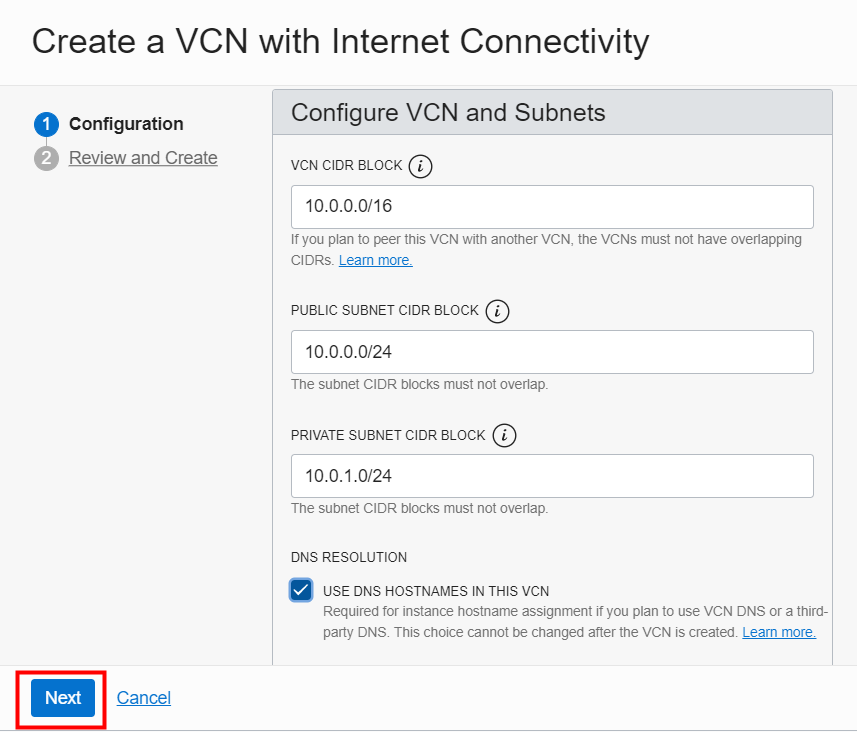 Create a VCN with Internet Connectivity
1 Configuration
2 Review and Create
Configure VCN and Subnets
VCN CIDR BLOCK i
10.0.0.0/16
If you plan to peer this VCN with another VCN, the VCNs must not have overlapping
CIDRs. Learn more.
PUBLIC SUBNET CIDR BLOCK i
10.0.0.0/24
The subnet CIDR blocks must not overlap.
PRIVATE SUBNET CIDR BLOCK i
10.0.1.0/24
The subnet CIDR blocks must not overlap.
DNS RESOLUTION
USE DNS HOSTNAMES IN THIS VCN
Required for instance hostname assignment if you plan to use VCN DNS or a third-
party DNS. This choice cannot be changed after the VCN is created. Learn more.
Next Cancel